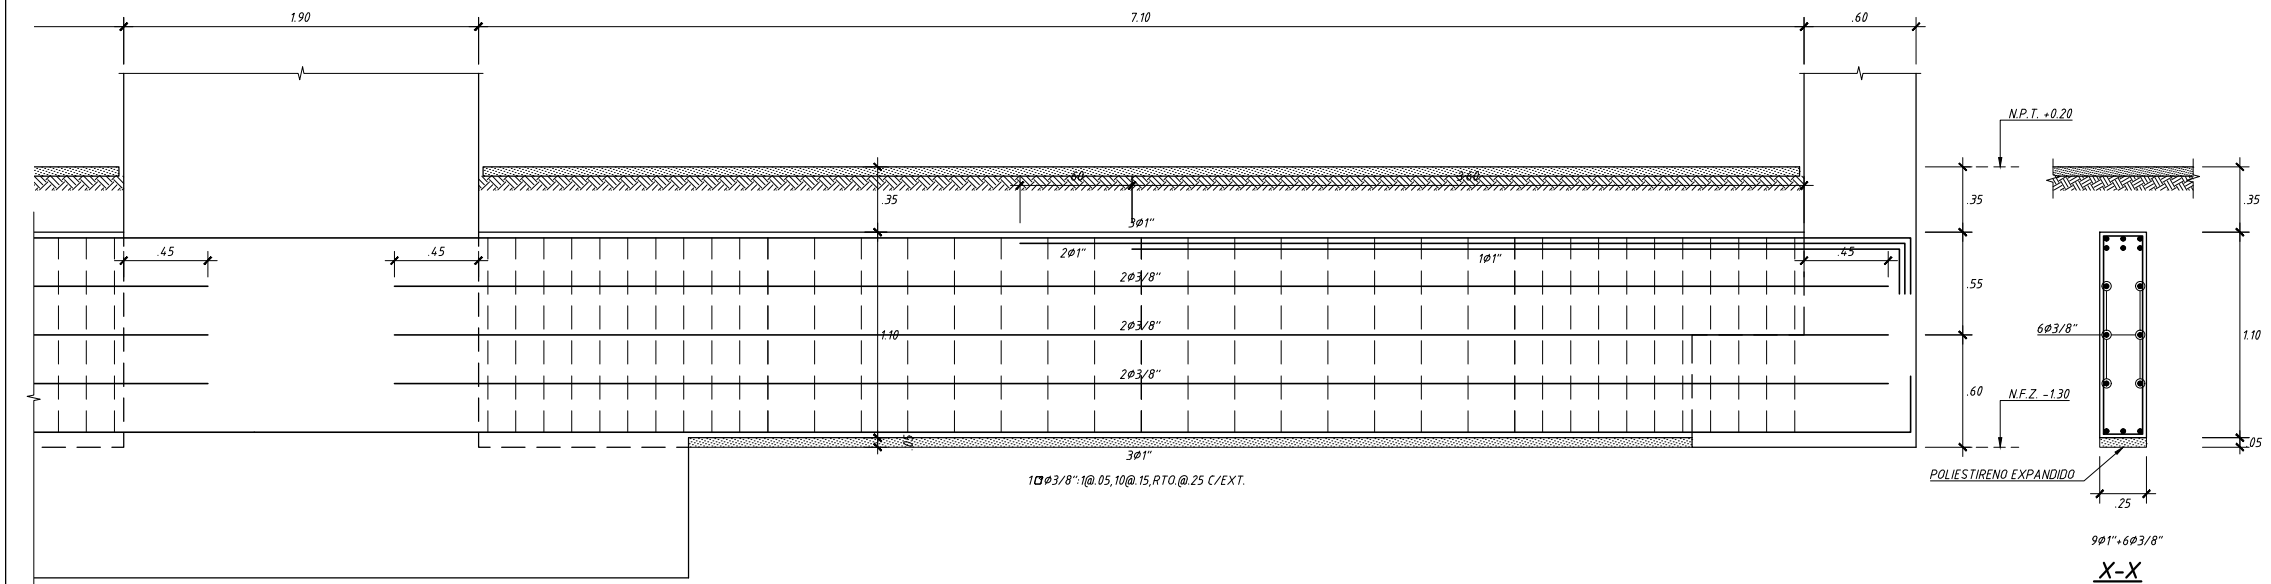 1.90
7.10
.60
N.P.T. +0.20
.60
3.60
.35
.35
.35
3Ø1"
.45
.45
2Ø1"
1Ø1"
.45
2Ø3/8"
.55
2Ø3/8"
1.10
6Ø3/8"
1.10
2Ø3/8"
.60
N.F.Z. -1.30
.05
.05
3Ø1"
POLIESTIRENO EXPANDIDO
1 Ø3/8":1@.05,10@.15,RTO.@.25 C/EXT.
.25
9Ø1"+6Ø3/8"
X-X